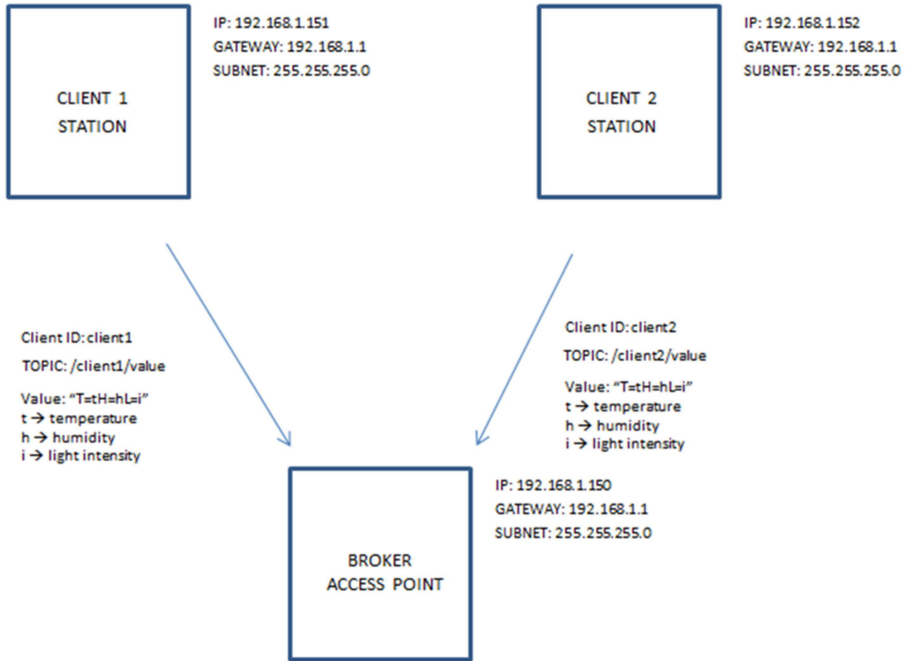 IP: 192.168.1.151
GATEWAY: 192.168.1.1
SUBNET: 255.255.255.0
CLIENT 1
STATION
IP: 192.168.1.152
GATEWAY: 192.168.1.1
SUBNET: 255.255.255.0
CLIENT 2
STATION
Client ID: client1
TOPIC: /client1/value
Value: “T=tH=hL=i”
t → temperature
h → humidity
i → light intensity
Client ID: client2
TOPIC: /client2/value
Value: “T=tH=hL=i”
t → temperature
h → humidity
i → light intensity
IP: 192.168.1.150
GATEWAY: 192.168.1.1
SUBNET: 255.255.255.0
BROKER
ACCESS POINT